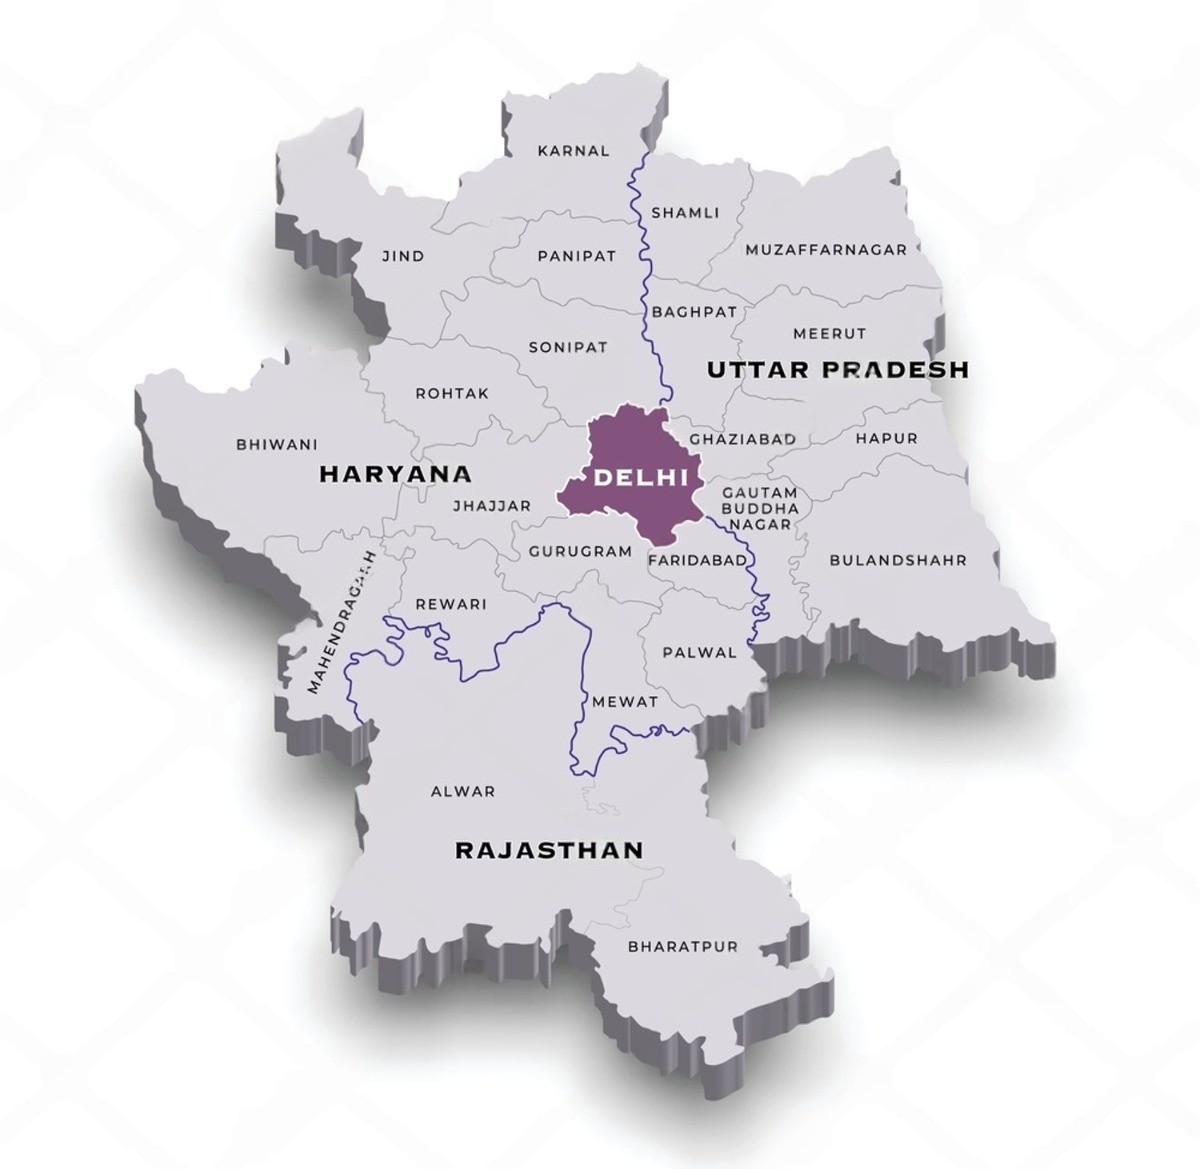 KARNAL
SHAMLI
MUZAFFARNAGAR
JIND
PANIPAT
BAGHPAT
MEERUT
SONIPAT
UTTAR PRADESH
ROHTAK
GHAZIABAD
HAPUR
BHIWANI
HARYANA
DELHI
JHAJJAR
GAUTAM
BUDDHA
NAGAR
GURUGRAM
FARIDABAD
BULANDSHAHR
MAHENDRAGARH
REWARI
PALWAL
MEWAT
ALWAR
RAJASTHAN
BHARATPUR